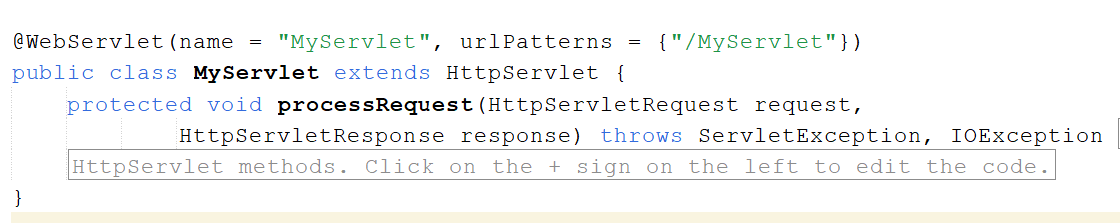 @WebServlet(name = "MyServlet", urlPatterns = {"/MyServlet"})
public class MyServlet extends HttpServlet {
protected void processRequest(HttpServletRequest request,
HttpServletResponse response) throws ServletException, IOException
HttpServlet methods. Click on the + sign on the left to edit the code.
}